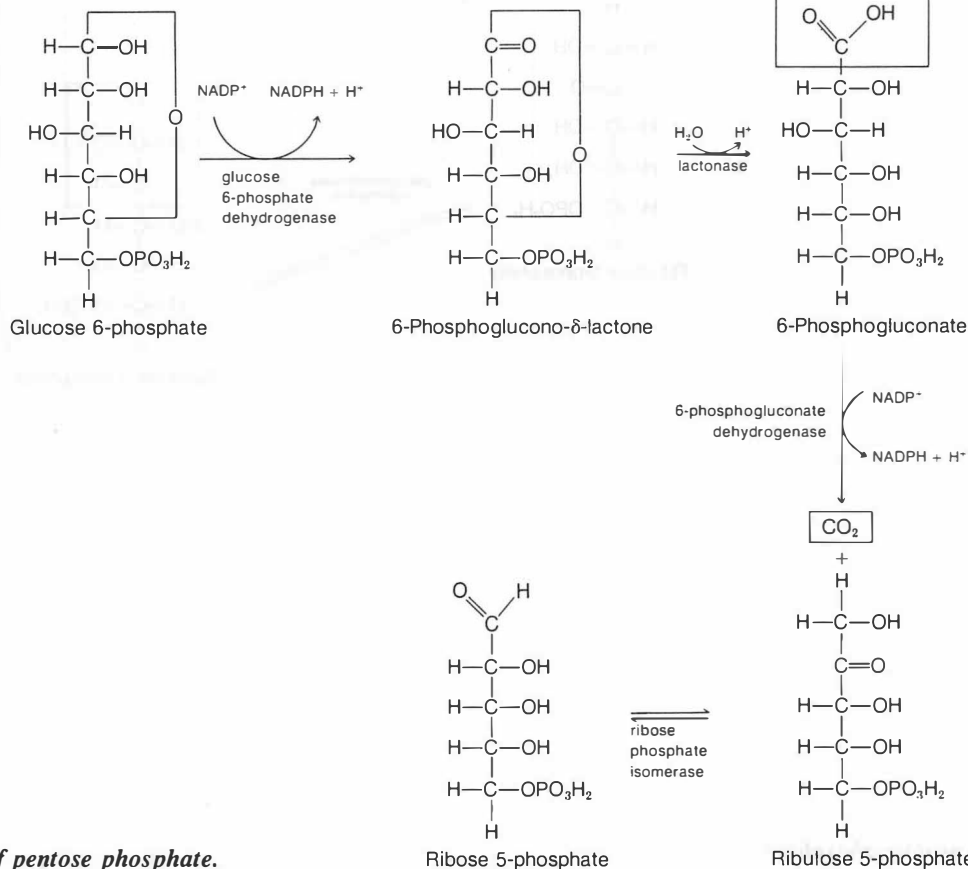 H—C—OH
H—C—OH
HO—C—H
H—C—OH
H—C
H—C—OPO₃H₂
H
O
Glucose 6-phosphate
NADP⁺ NADPH + H⁺
glucose
6-phosphate
dehydrogenase
C=O
H—C—OH
HO—C—H
H—C—OH
H—C
H—C—OPO₃H₂
H
O
6-Phosphoglucono-δ-lactone
H₂O H⁺
lactonase
O OH
C
H—C—OH
HO—C—H
H—C—OH
H—C—OH
H—C—OPO₃H₂
H
6-Phosphogluconate
6-phosphogluconate
dehydrogenase
NADP⁺
NADPH + H⁺
CO₂
+
H
H—C—OH
C=O
H—C—OH
H—C—OH
H—C—OPO₃H₂
H
Ribulose 5-phosphate
ribose
phosphate
isomerase
O H
C
H—C—OH
H—C—OH
H—C—OH
H—C—OPO₃H₂
H
Ribose 5-phosphate
f pentose phosphate.